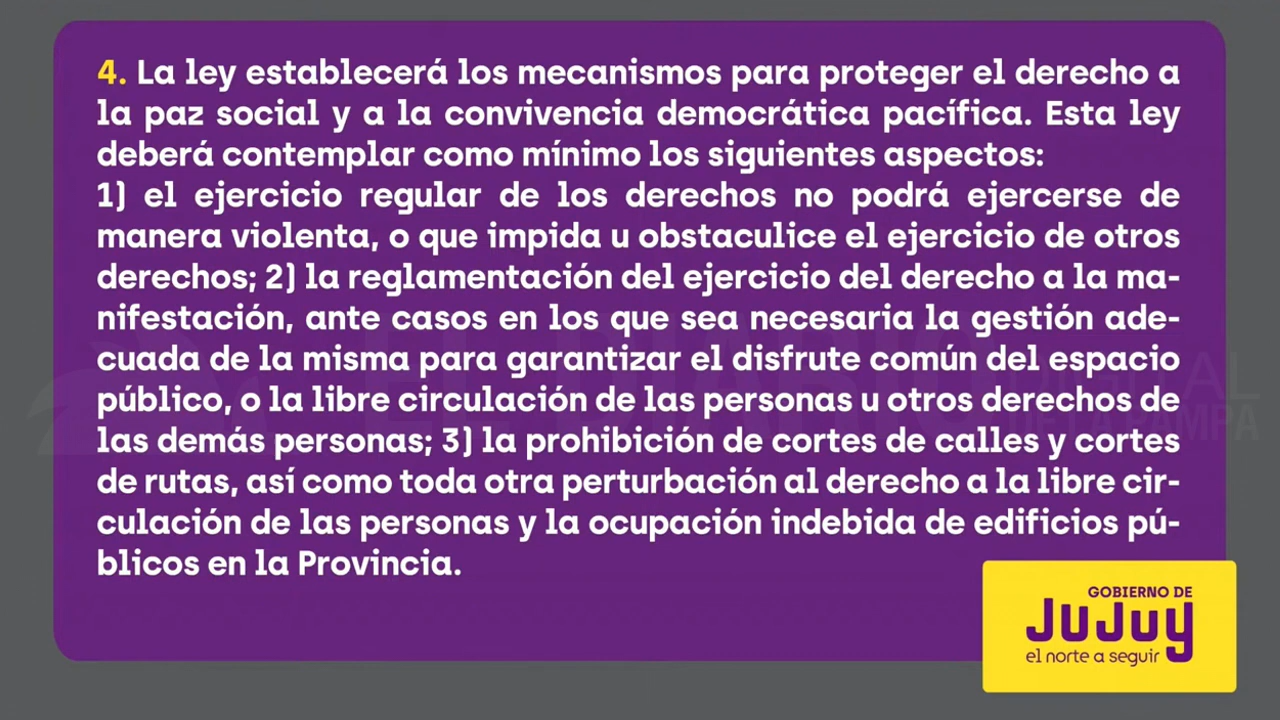 4. La ley establecerá los mecanismos para proteger el derecho a
la paz social y a la convivencia democrática pacífica. Esta ley
deberá contemplar como mínimo los siguientes aspectos:
1) el ejercicio regular de los derechos no podrá ejercerse de
manera violenta, o que impida u obstaculice el ejercicio de otros
derechos; 2) la reglamentación del ejercicio del derecho a la ma-
nifestación, ante casos en los que sea necesaria la gestión ade-
cuada de la misma para garantizar el disfrute común del espacio
público, o la libre circulación de las personas u otros derechos de
las demás personas; 3) la prohibición de cortes de calles y cortes
de rutas, así como toda otra perturbación al derecho a la libre cir-
culación de las personas y la ocupación indebida de edificios pú-
blicos en la Provincia.
GOBIERNO DE
JuJuy
el norte a seguir